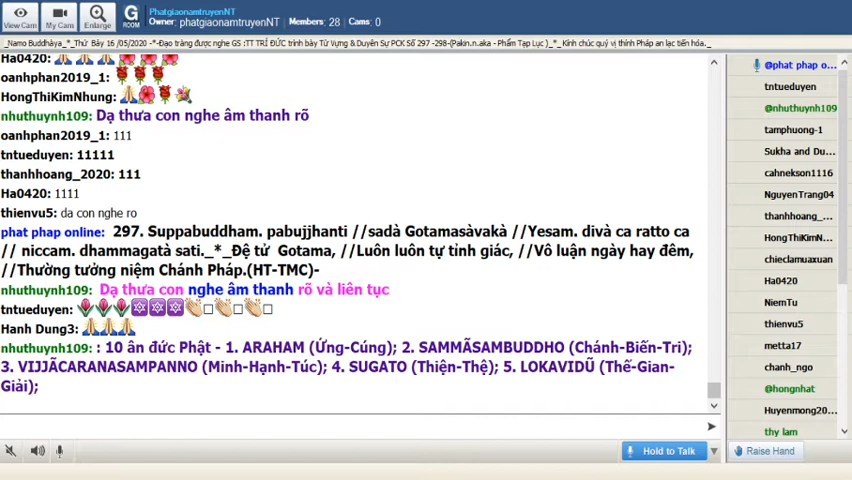 PhatgiaonamtruyenNT
Owner: phatgiaonamtruyenNT Members: 28 Cams: 0
View Cam
My Cam
Enlarge
G
ROOM
_Namo Buddhàya_*_Thứ Bảy 16 /05/2020 -*-Đạo tràng được nghe GS :TT TRÍ ĐỨC trình bày Từ Vựng & Duyên Sự PCK Số 297 -298-(Pakin.n.aka - Phẩm Tạp Lục )_*_ Kính chúc quý vị thính Pháp an lạc tiến hóa._
Ha0420:
oanhphan2019_1:
HongThiKimNhung:
nhuthuynh109: Dạ thưa con nghe âm thanh rõ
oanhphan2019_1: 111
tntueduyen: 11111
thanhhoang_2020: 111
Ha0420: 1111
thienvu5: da con nghe ro
phat phap online: 297. Suppabuddham. pabujjhanti //sadà Gotamasàvakà //Yesam. divà ca ratto ca
// niccam. dhammagatà sati._*_Đệ tử Gotama, //Luôn luôn tự tỉnh giác, //Vô luận ngày hay đêm,
//Thường tưởng niệm Chánh Pháp.(HT-TMC)-
nhuthuynh109: Dạ thưa con nghe âm thanh rõ và liên tục
tntueduyen:
Hanh Dung3:
nhuthuynh109: : 10 ân đức Phật - 1. ARAHAM (Ứng-Cúng); 2. SAMMÃSAMBUDDHO (Chánh-Biến-Tri);
3. VIJJÃCARANASAMPANNO (Minh-Hạnh-Túc); 4. SUGATO (Thiện-Thệ); 5. LOKAVIDŨ (Thế-Gian-
Giải);
@phat phap o...
tntueduyen
@nhuthuynh109
tamphuong-1
Sukha and Du...
cahnekson1116
NguyenTrang04
thanhhoang_...
HongThiKimN...
chieclamuaxuan
Ha0420
NiemTu
thienvu5
metta17
chanh_ngo
@hongnhat
Huyenmong20...
thy lam
Hold to Talk
Raise Hand